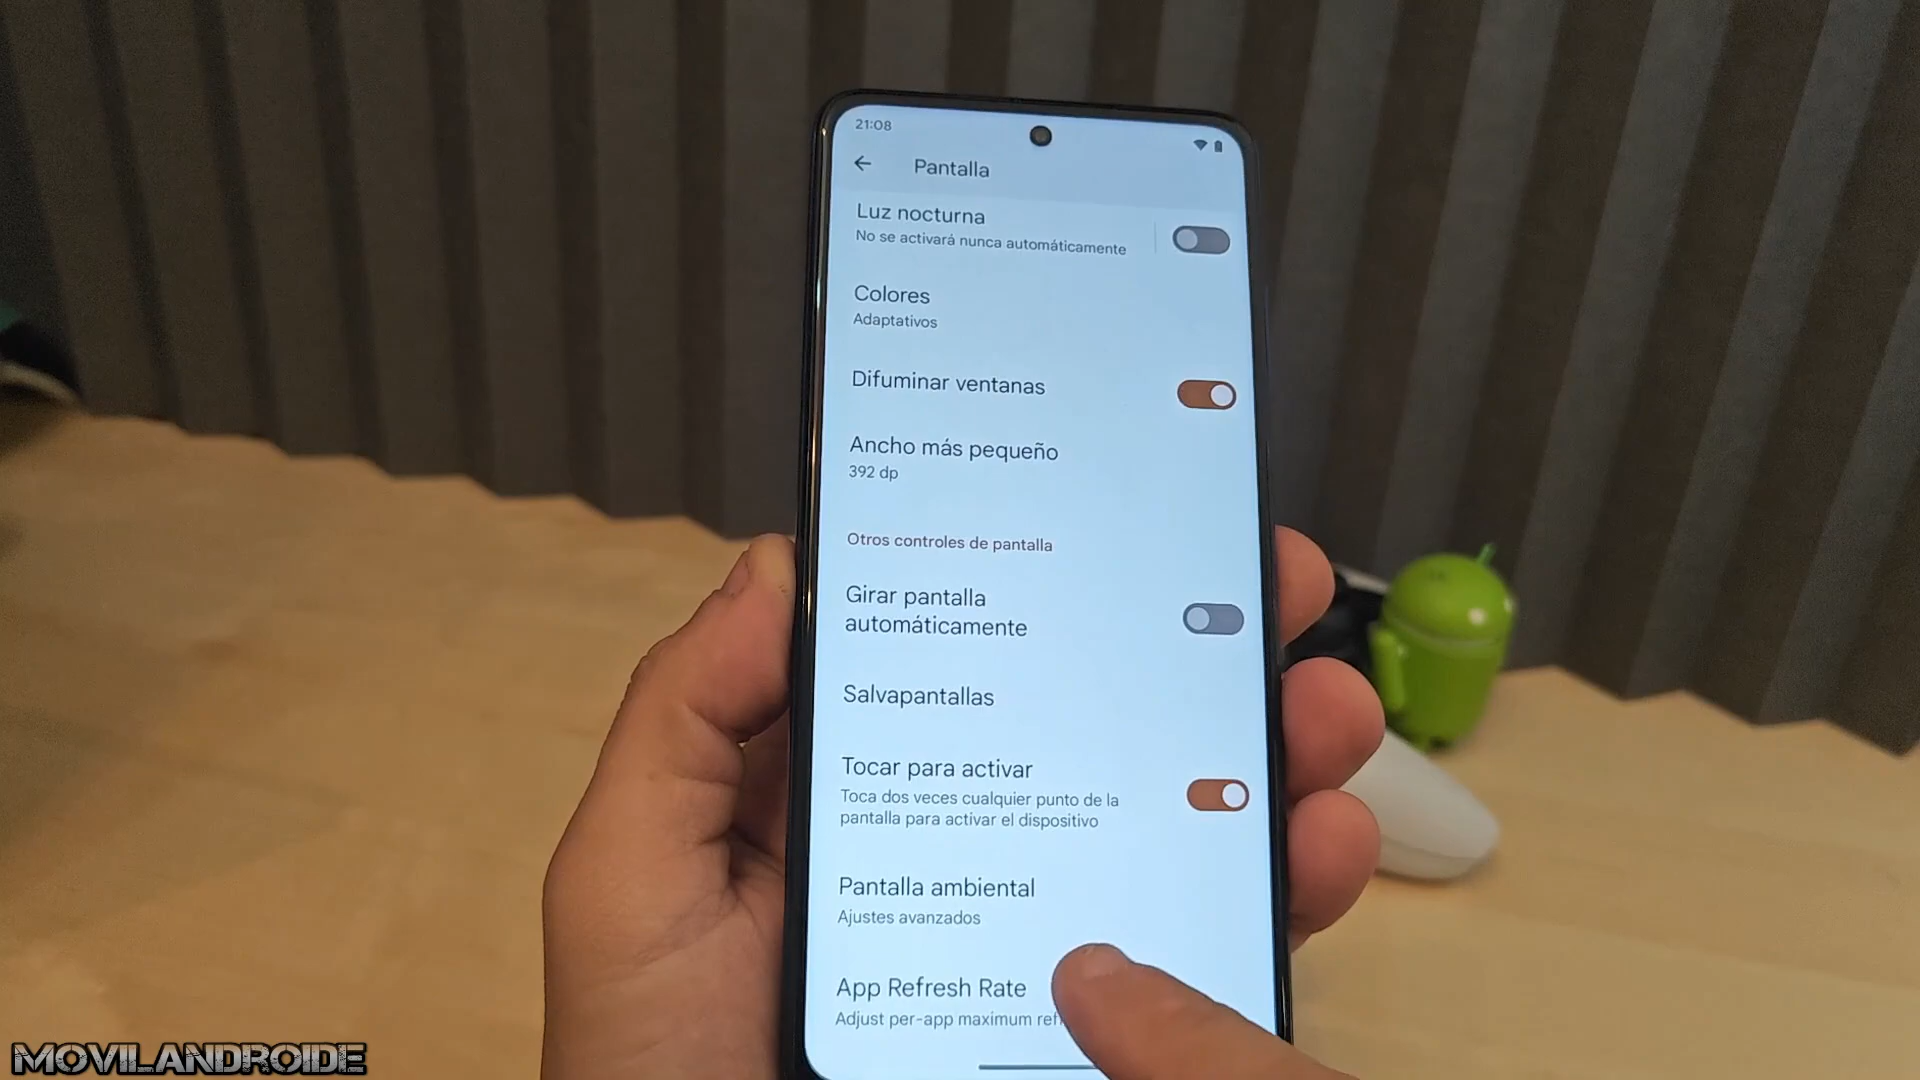 21:08
Pantalla
Luz nocturna
No se activará nunca automáticamente
Colores
Adaptativos
Difuminar ventanas
Ancho más pequeño
392 dp
Otros controles de pantalla
Girar pantalla
automáticamente
Salvapantallas
Tocar para activar
Toca dos veces cualquier punto de la
pantalla para activar el dispositivo
Pantalla ambiental
Ajustes avanzados
App Refresh Rate
Adjust per-app maximum
MOVILANDROIDE